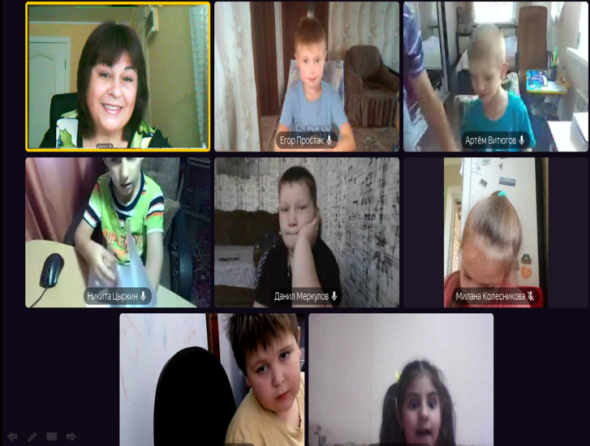 Егор Простак
Артём Витюгов
Никита Цыркин
Данил Меркулов
Милана Колесникова